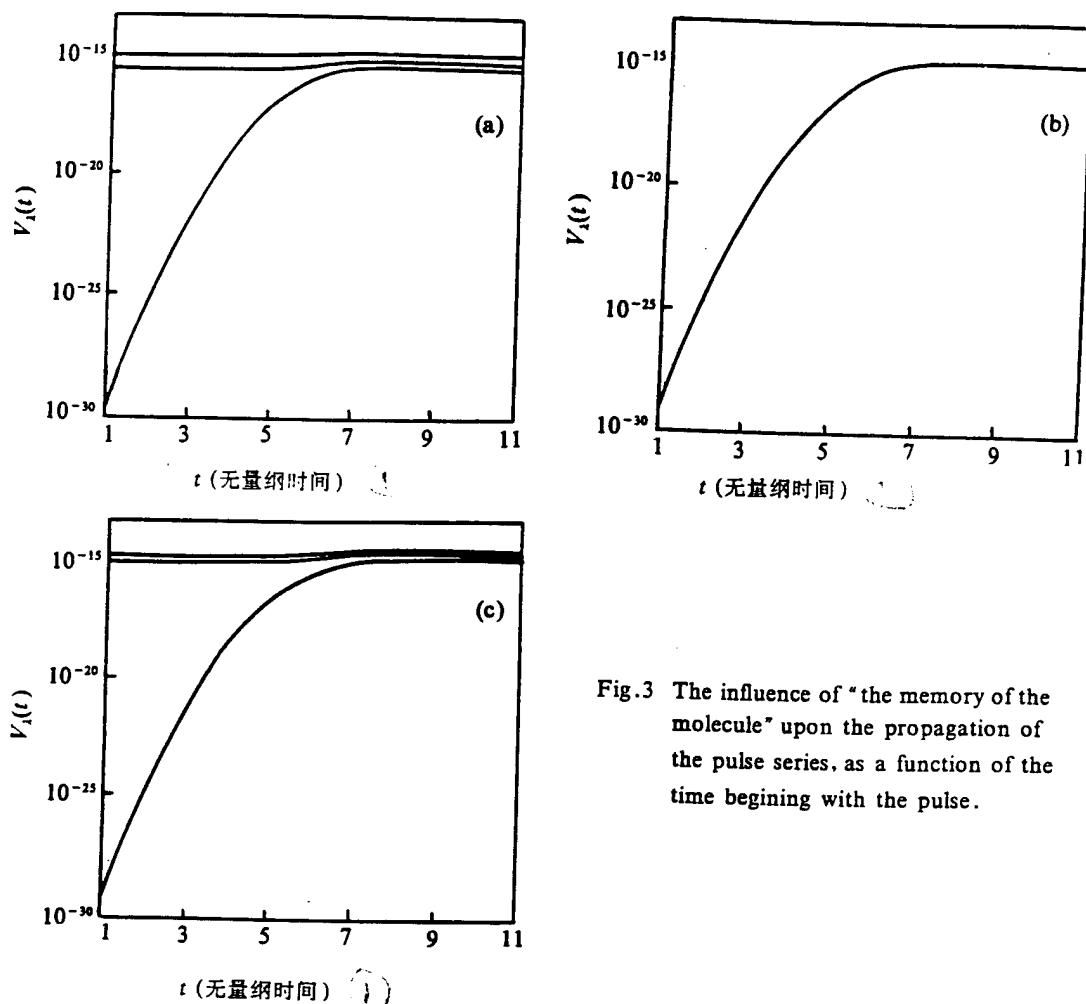 10⁻¹⁵
10⁻²⁰
10⁻²⁵
10⁻³⁰
V₁(t)
(a)
1 3 5 7 9 11
t (无量纲时间)
10⁻¹⁵
10⁻²⁰
10⁻²⁵
10⁻³⁰
V₁(t)
(b)
1 3 5 7 9 11
t (无量纲时间)
10⁻¹⁵
10⁻²⁰
10⁻²⁵
10⁻³⁰
V₁(t)
(c)
1 3 5 7 9 11
t (无量纲时间)
Fig.3 The influence of "the memory of the
molecule" upon the propagation of
the pulse series, as a function of the
time begining with the pulse.